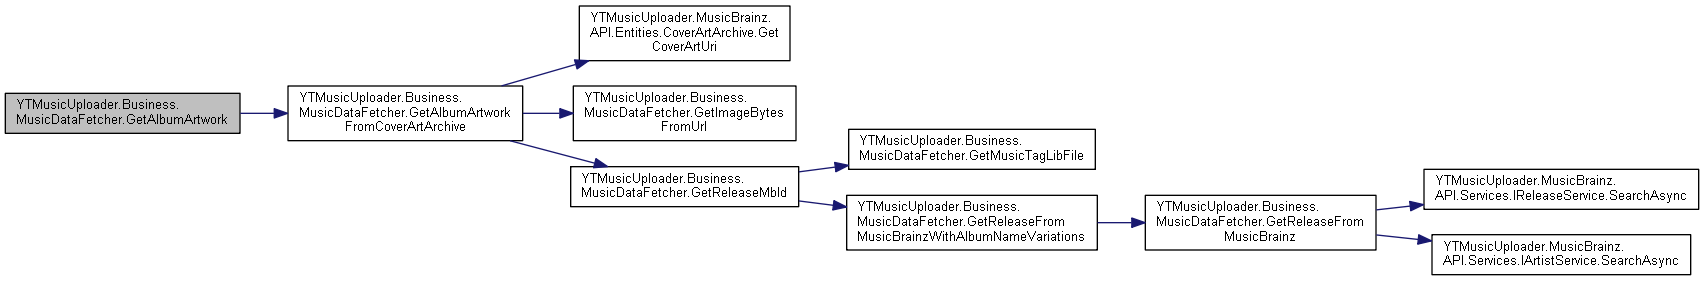 YTMusicUploader.Business.
MusicDataFetcher.GetAlbumArtwork
YTMusicUploader.Business.
MusicDataFetcher.GetAlbumArtwork
FromCoverArtArchive
YTMusicUploader.MusicBrainz.
API.Entities.CoverArtArchive.Get
CoverArtUri
YTMusicUploader.Business.
MusicDataFetcher.GetImageBytes
FromUrl
YTMusicUploader.Business.
MusicDataFetcher.GetReleaseMbId
YTMusicUploader.Business.
MusicDataFetcher.GetMusicTagLibFile
YTMusicUploader.Business.
MusicDataFetcher.GetReleaseFrom
MusicBrainzWithAlbumNameVariations
YTMusicUploader.Business.
MusicDataFetcher.GetReleaseFrom
MusicBrainz
YTMusicUploader.MusicBrainz.
API.Services.IReleaseService.SearchAsync
YTMusicUploader.MusicBrainz.
API.Services.IArtistService.SearchAsync